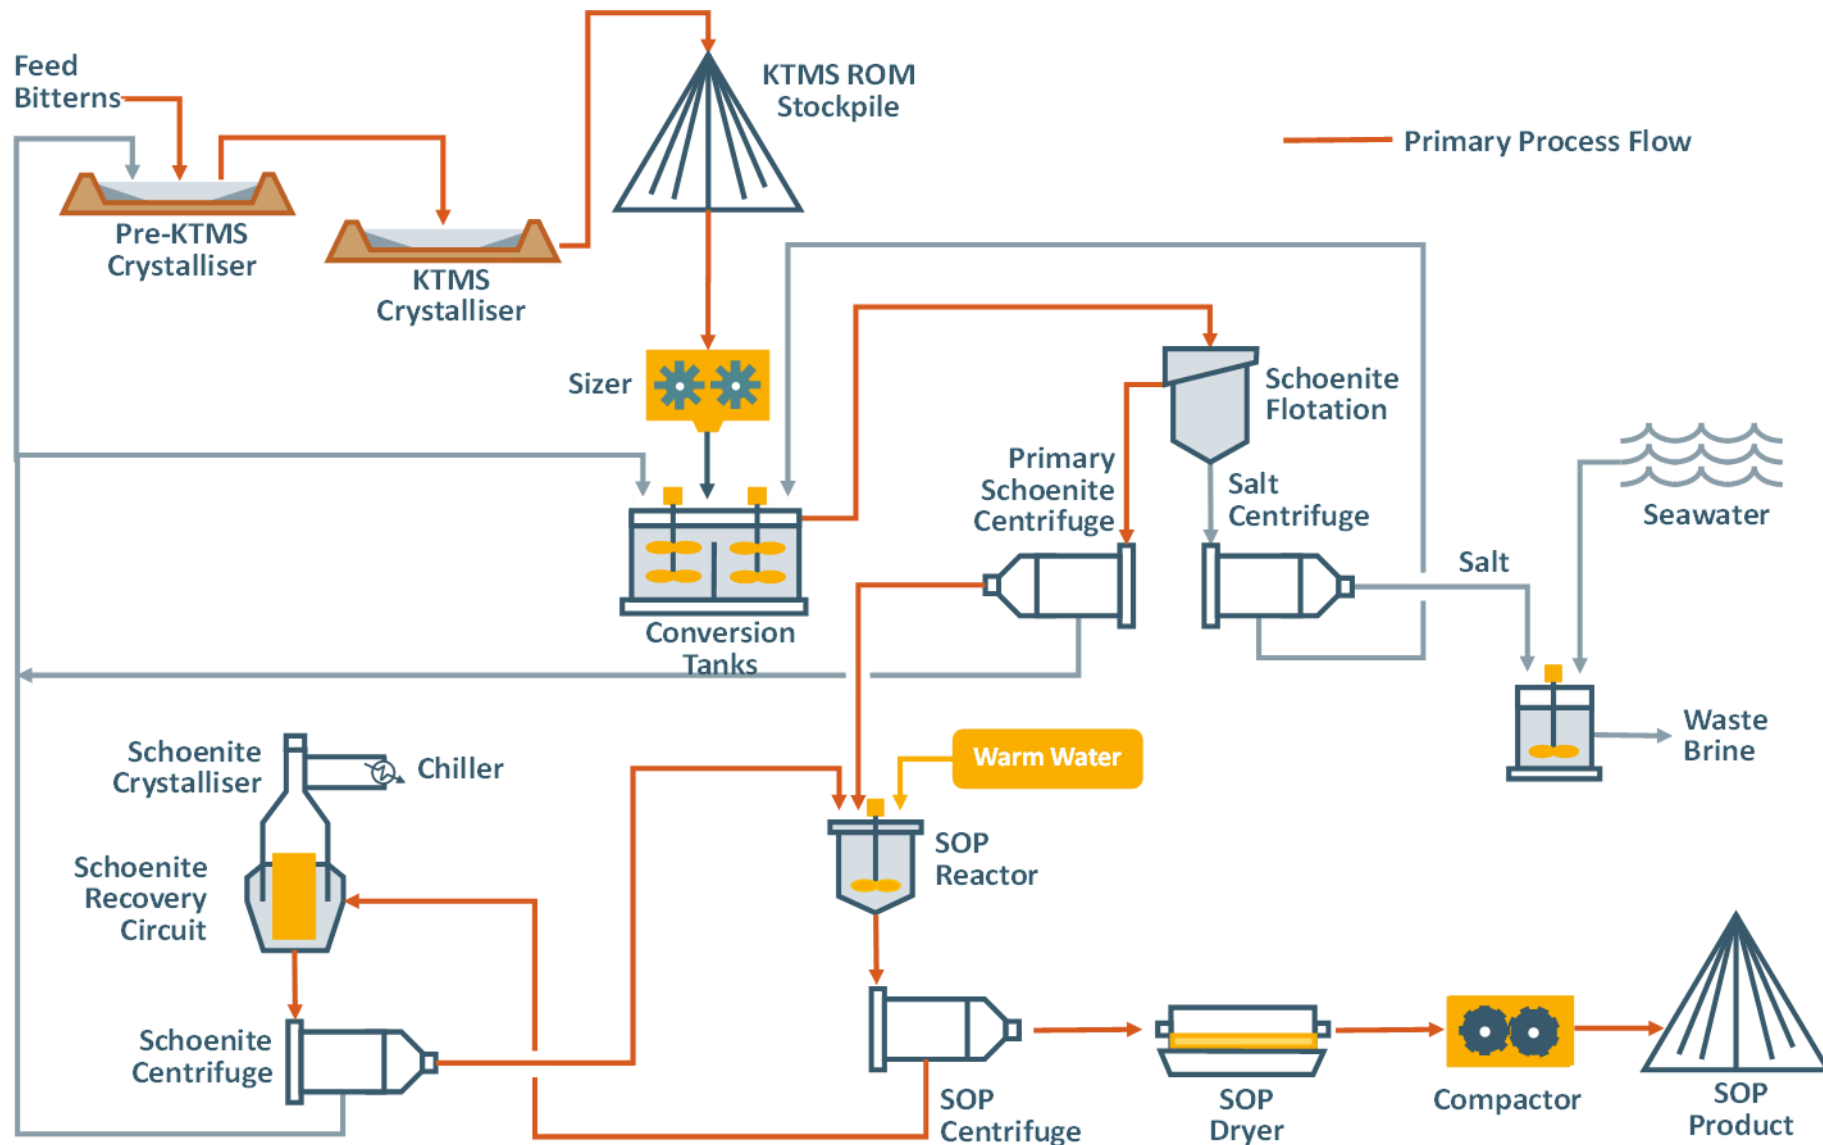 Feed
Bitterns
KTMS ROM
Stockpile
Primary Process Flow
Pre-KTMS
Crystalliser
KTMS
Crystalliser
Sizer
Schoenite
Flotation
Primary
Schoenite
Centrifuge
Salt
Centrifuge
Seawater
Salt
Conversion
Tanks
Waste
Brine
Schoenite
Crystalliser
Chiller
Warm Water
SOP
Reactor
Schoenite
Recovery
Circuit
Schoenite
Centrifuge
SOP
Centrifuge
SOP
Dryer
Compactor
SOP
Product